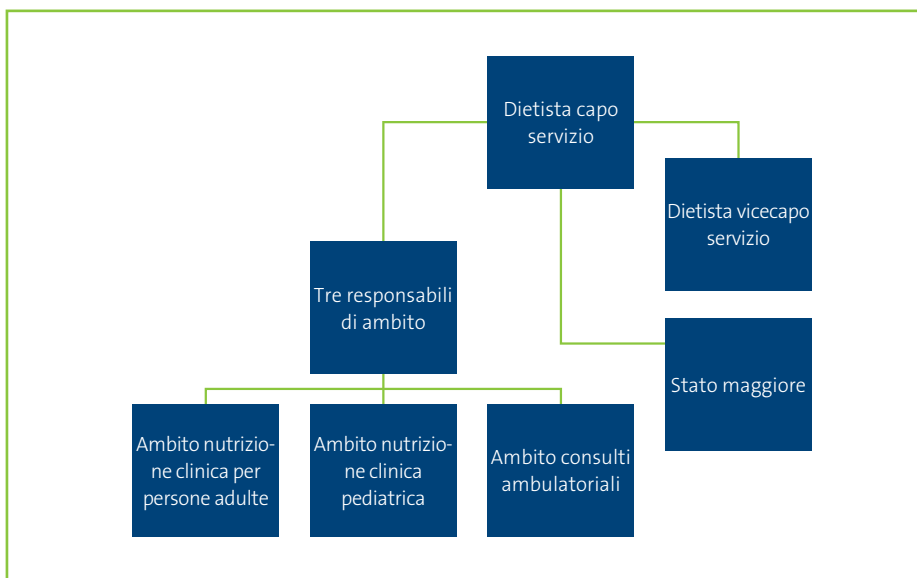 Dietista capo
servizio
Dietista vicecapo
servizio
Tre responsabili
di ambito
Stato maggiore
Ambito nutrizio-
ne clinica per
persone adulte
Ambito nutrizio-
ne clinica
pediatrica
Ambito consulti
ambulatoriali